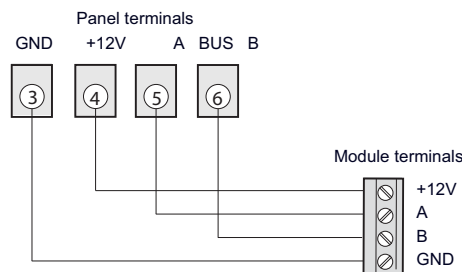 Panel terminals
GND +12V A BUS B
3 4 5 6
Module terminals
+12V
A
B
GND